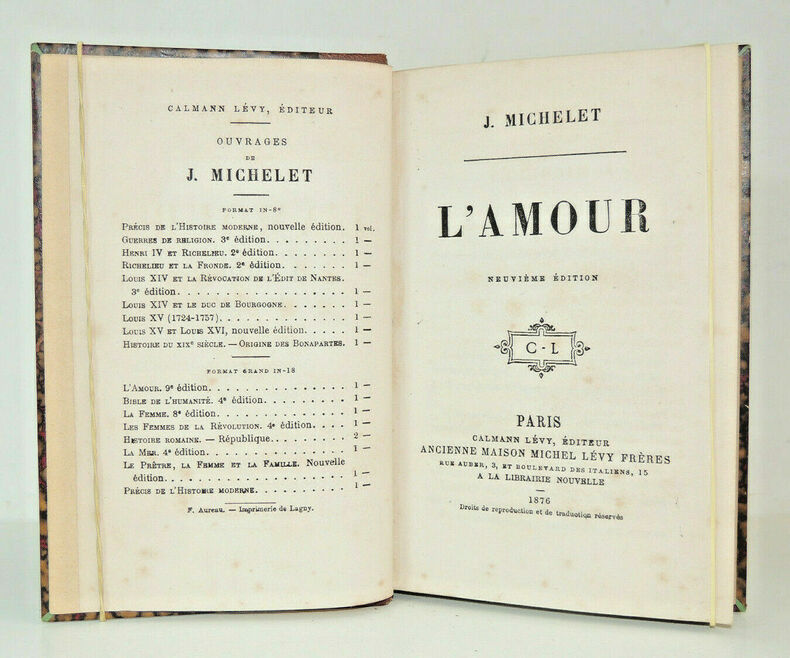 CALMANN LÉVY, ÉDITEUR
OUVRAGES
DE
J. MICHELET
FORMAT IN-8º
Précis de l'Histoire moderne, nouvelle édition. 1 vol.
Guerres de religion. 3e édition. . . . . . . . . 1 —
Henri IV et Richelieu. 2e édition. . . . . . . 1 —
Richelieu et la Fronde. 2e édition. . . . . . . 1 —
Louis XIV et la Révocation de l'Édit de Nantes.
3e édition. . . . . . . . . . . . . . . . . . . 1 —
Louis XIV et le duc de Bourgogne. . . . . . . 1 —
Louis XV (1724-1757). . . . . . . . . . . . . . 1 —
Louis XV et Louis XVI, nouvelle édition. . . . . 1 —
Histoire du XIXe siècle. — Origine des Bonapartes. 1 —
FORMAT GRAND IN-18
L'Amour. 9e édition. . . . . . . . . . . . . . . 1 —
Bible de l'humanité. 4e édition. . . . . . . . . 1 —
La Femme. 8e édition. . . . . . . . . . . . . . 1 —
Les Femmes de la Révolution. 4e édition. . . . 1 —
Histoire romaine. — République. . . . . . . . . 2 —
La Mer. 4e édition. . . . . . . . . . . . . . . 1 —
Le Prêtre, la Femme et la Famille. Nouvelle
édition. . . . . . . . . . . . . . . . . . . . 1 —
Précis de l'Histoire moderne. . . . . . . . . . 1 —
F. Aureau. — Imprimerie de Lagny.
J. MICHELET
L'AMOUR
NEUVIÈME ÉDITION
C-L
PARIS
CALMANN LÉVY, ÉDITEUR
ANCIENNE MAISON MICHEL LÉVY FRÈRES
RUE AUBER, 3, ET BOULEVARD DES ITALIENS, 15
A LA LIBRAIRIE NOUVELLE
—
1876
Droits de reproduction et de traduction réservés